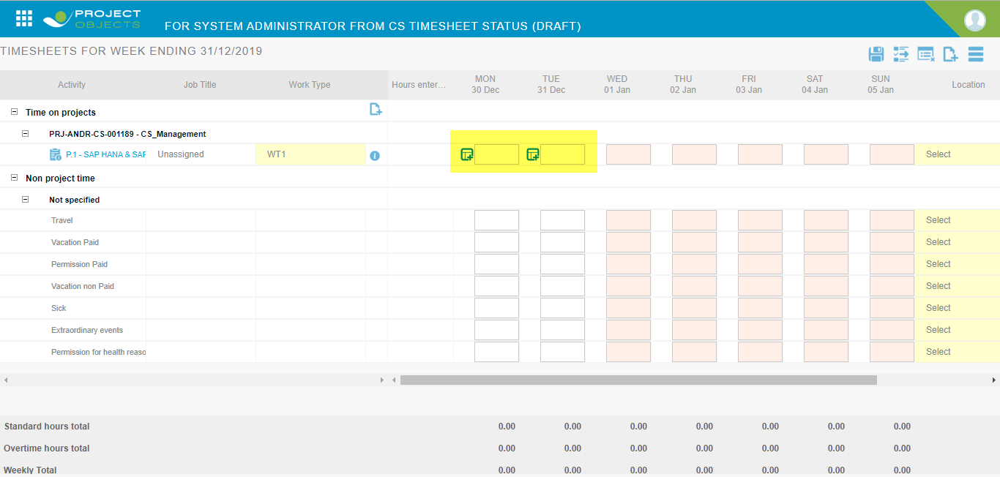 PROJECT
OBJECTS
FOR SYSTEM ADMINISTRATOR FROM CS TIMESHEET STATUS (DRAFT)
TIMESHEETS FOR WEEK ENDING 31/12/2019
Activity Job Title Work Type Hours enter... MON 30 Dec TUE 31 Dec WED 01 Jan THU 02 Jan FRI 03 Jan SAT 04 Jan SUN 05 Jan Location
Time on projects
PRJ-ANDR-CS-001189 - CS_Management
P.1 - SAP HANA & SAF Unassigned WT1 Select
Non project time
Not specified
Travel Select
Vacation Paid Select
Permission Paid Select
Vacation non Paid Select
Sick Select
Extraordinary events Select
Permission for health reaso Select
Standard hours total 0.00 0.00 0.00 0.00 0.00 0.00 0.00
Overtime hours total 0.00 0.00 0.00 0.00 0.00 0.00 0.00
Weekly Total 0.00 0.00 0.00 0.00 0.00 0.00 0.00